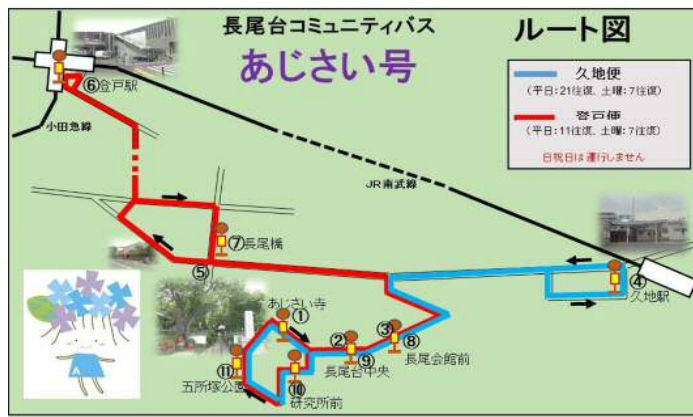 長尾台コミュニティバス
ルート図
あじさい号
久地便
(平日:21往復、土曜:7往復)
登戸便
(平日:11往復、土曜:7往復)
日祝日は運行しません
⑥登戸駅
小田急線
JR南武線
⑦長尾橋
⑤
④
久地駅
あじさい寺
①
②
③
⑧
長尾会館前
⑨
長尾台中央
⑪
五所塚公園
⑩
研究所前